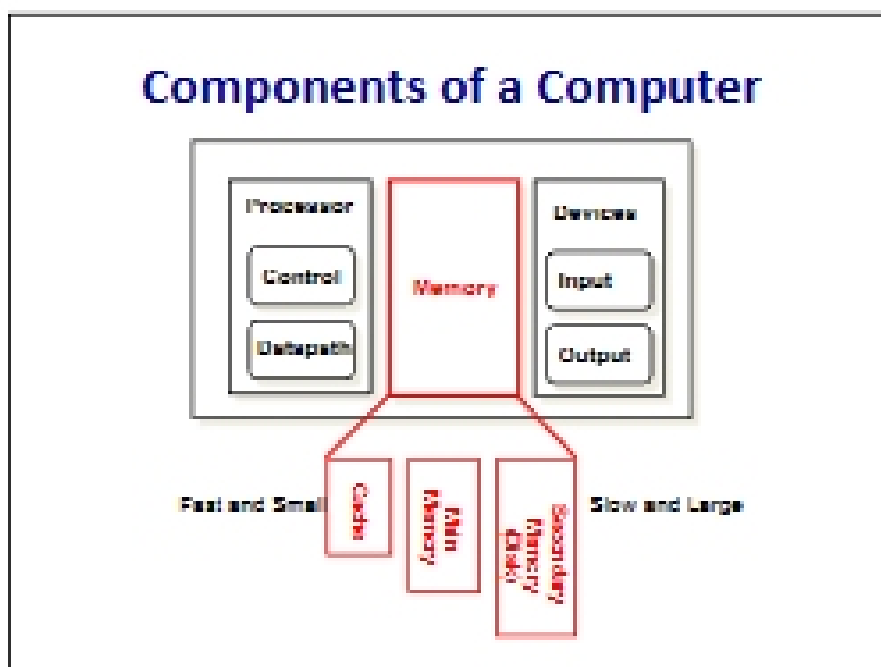 Components of a Computer
Processor
Control
Datapath
Memory
Devices
Input
Output
Fast and Small
Cache
Main
Memory
Secondary
Memory
(Disk)
Slow and Large